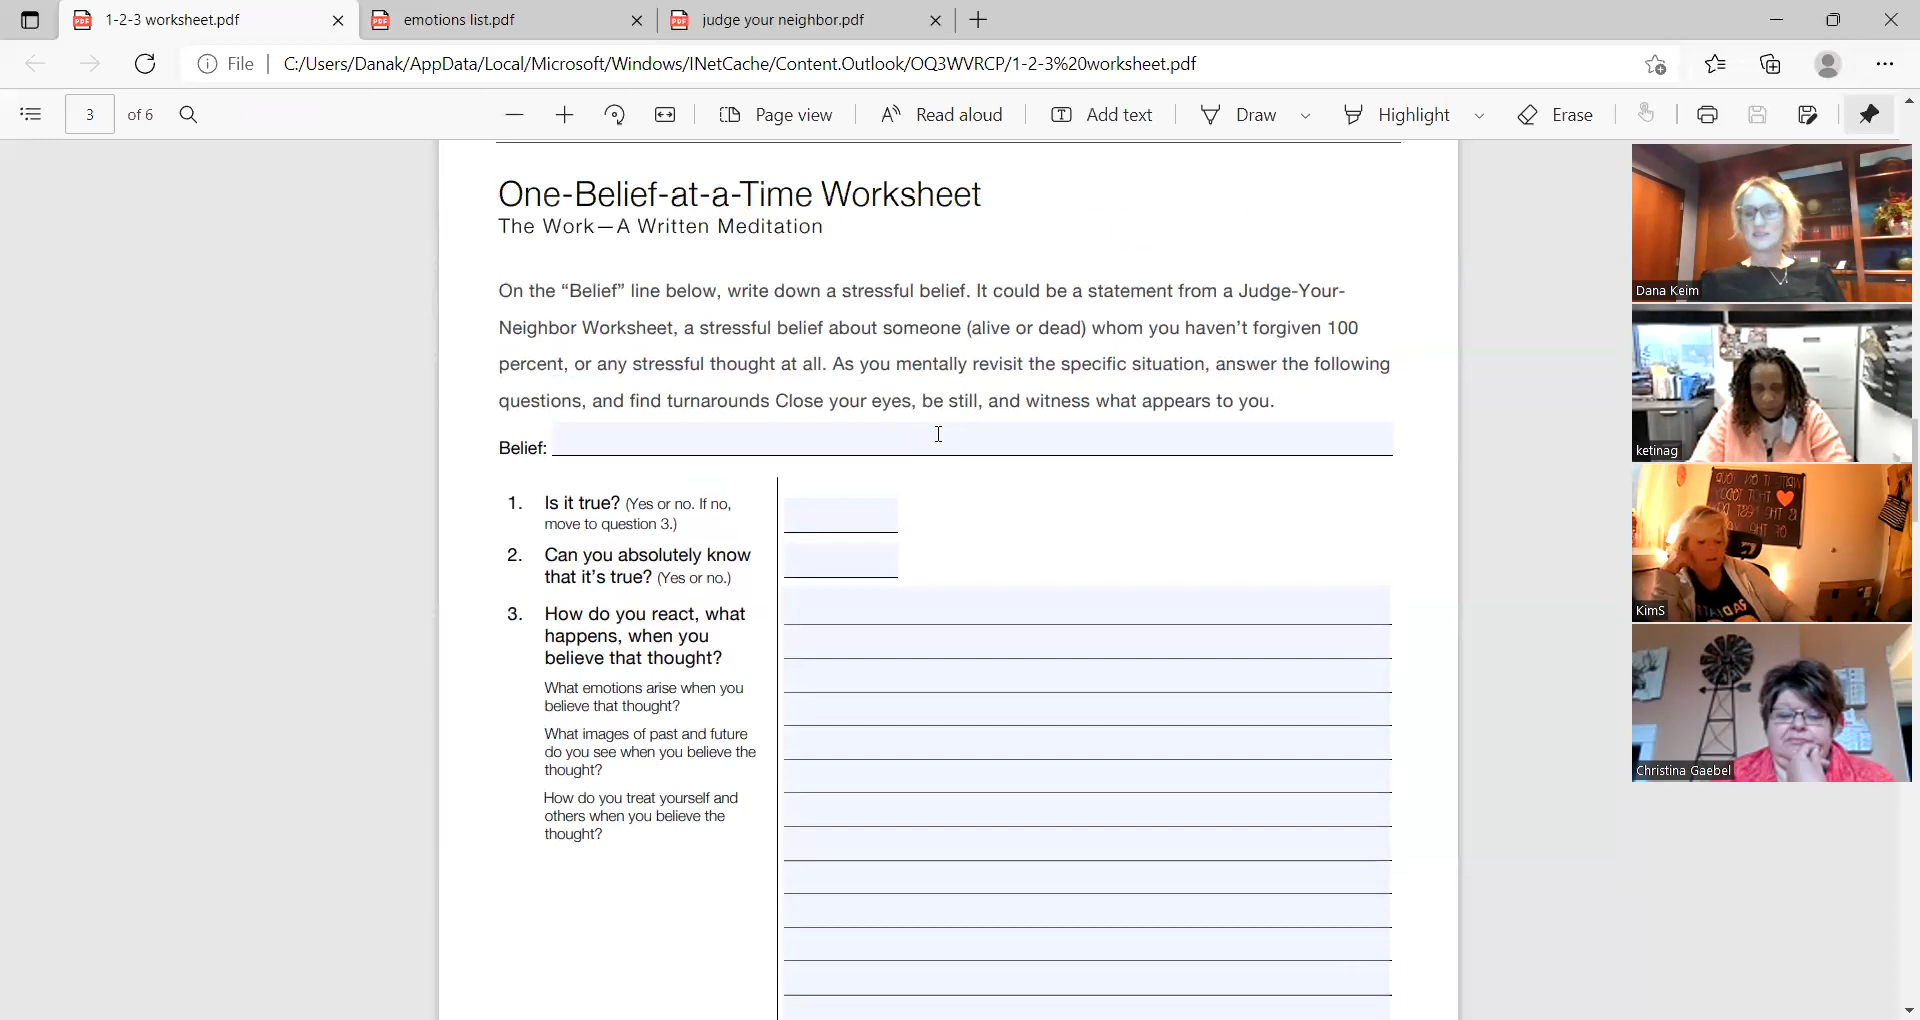 1-2-3 worksheet.pdf
emotions list.pdf
judge your neighbor.pdf
File
C:/Users/Danak/AppData/Local/Microsoft/Windows/INetCache/Content.Outlook/OQ3WVRCP/1-2-3%20worksheet.pdf
3 of 6
Page view
Read aloud
Add text
Draw
Highlight
Erase
One-Belief-at-a-Time Worksheet
The Work—A Written Meditation
On the “Belief” line below, write down a stressful belief. It could be a statement from a Judge-Your-
Neighbor Worksheet, a stressful belief about someone (alive or dead) whom you haven’t forgiven 100
percent, or any stressful thought at all. As you mentally revisit the specific situation, answer the following
questions, and find turnarounds Close your eyes, be still, and witness what appears to you.
Belief:
1. Is it true? (Yes or no. If no,
move to question 3.)
2. Can you absolutely know
that it’s true? (Yes or no.)
3. How do you react, what
happens, when you
believe that thought?
What emotions arise when you
believe that thought?
What images of past and future
do you see when you believe the
thought?
How do you treat yourself and
others when you believe the
thought?
Dana Keim
ketinag
KimS
Christina Gaebel